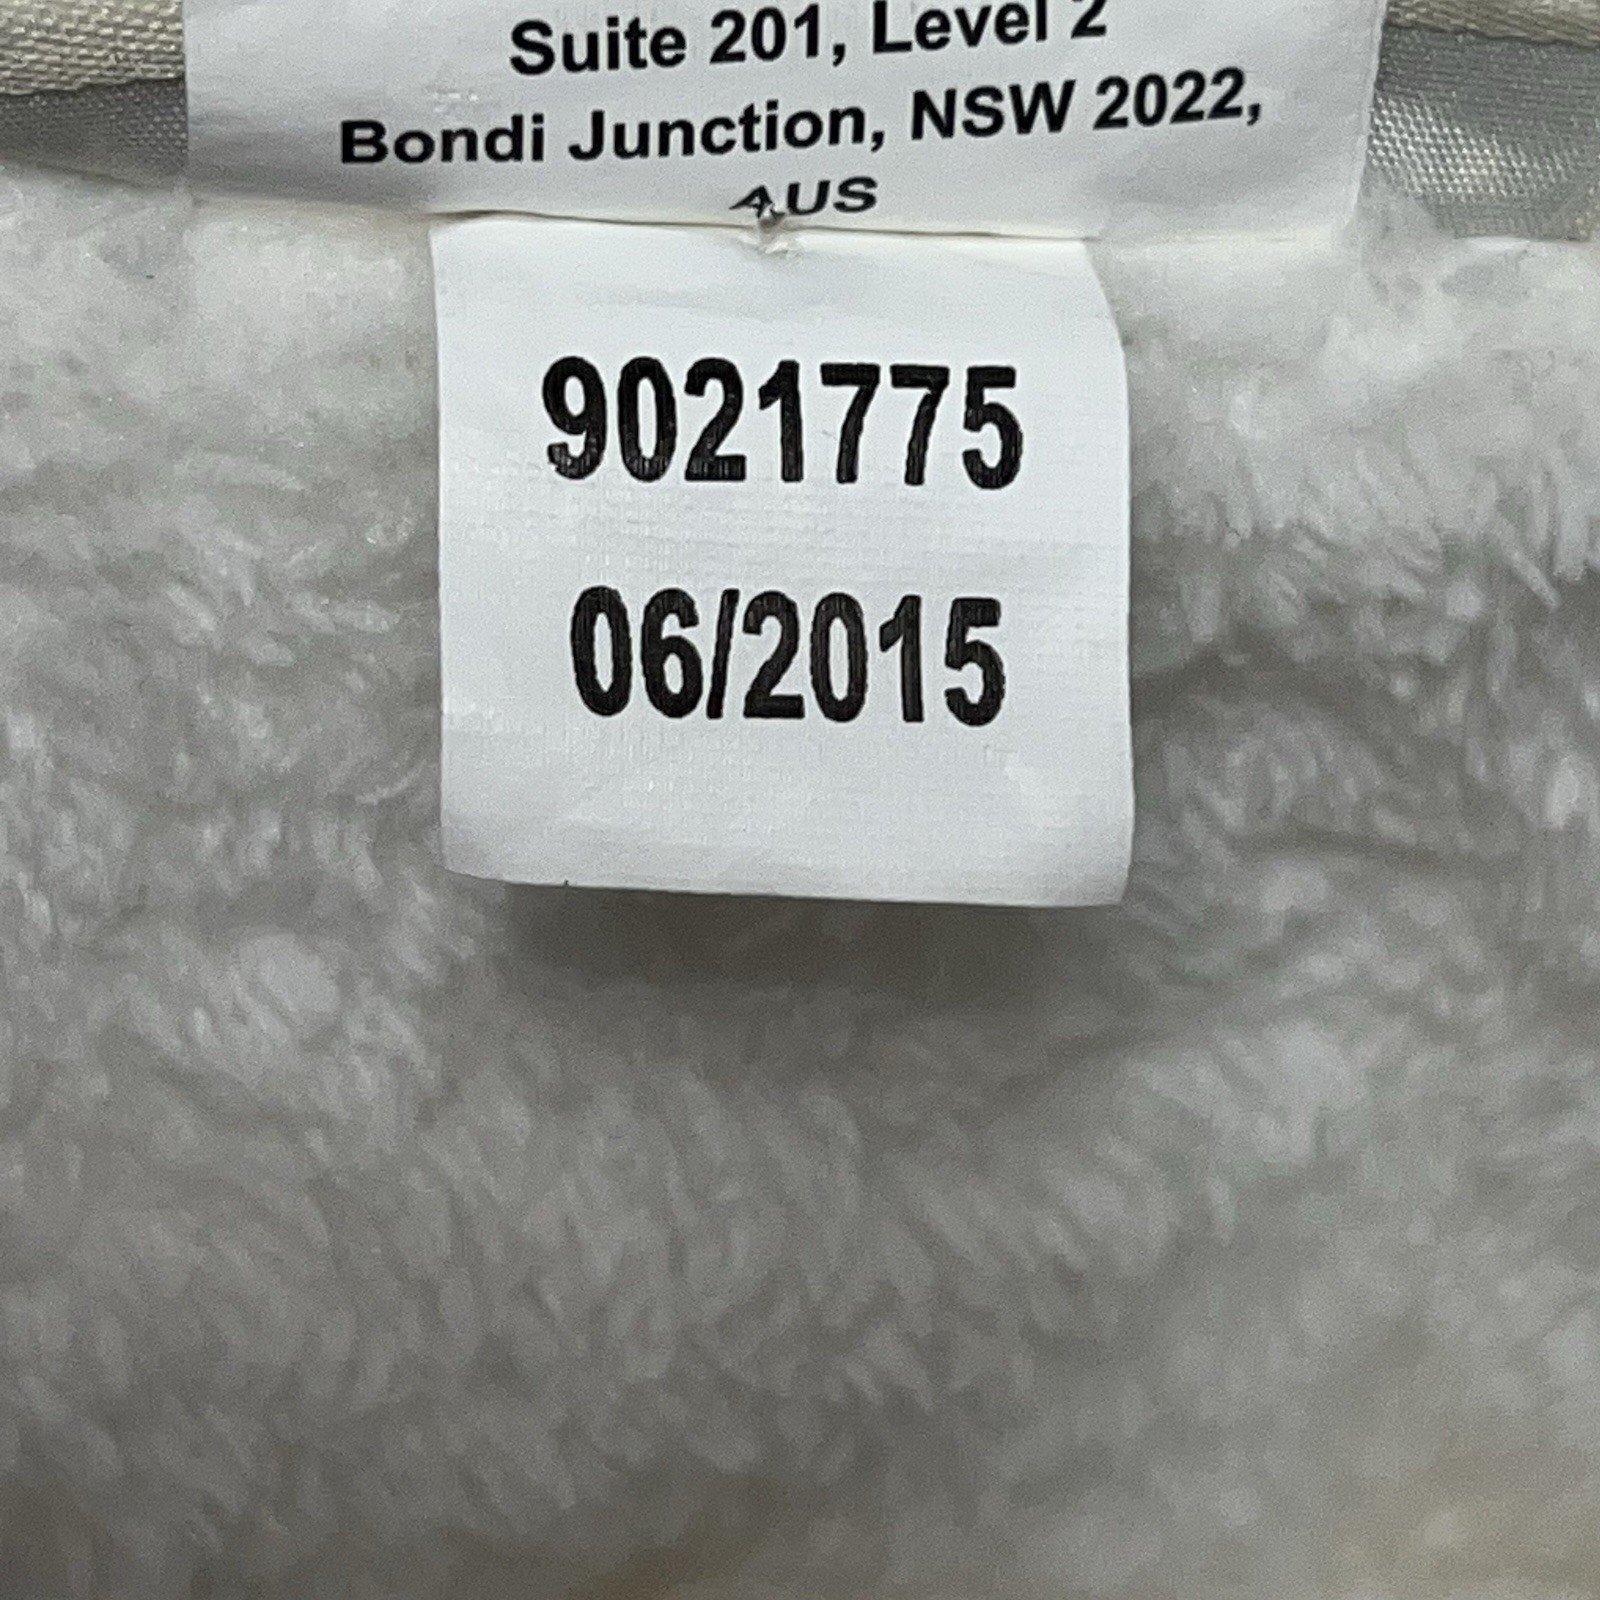 Suite 201, Level 2
Bondi Junction, NSW 2022,
AUS
9021775
06/2015